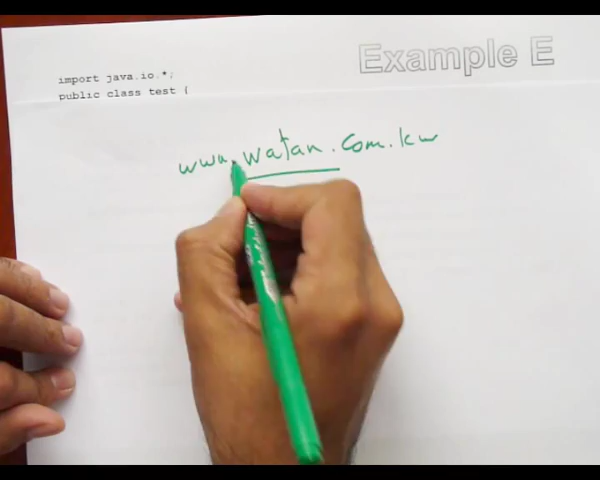 Example E
import java.io.*;
public class test {
www.watan.com.kw